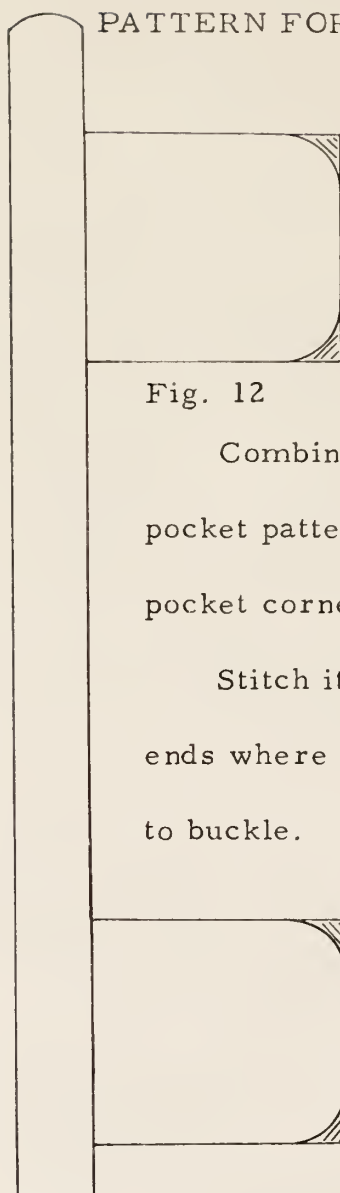 PATTERN FOR
Fig. 12
Combin
pocket patte
pocket corne
Stitch it
ends where
to buckle.